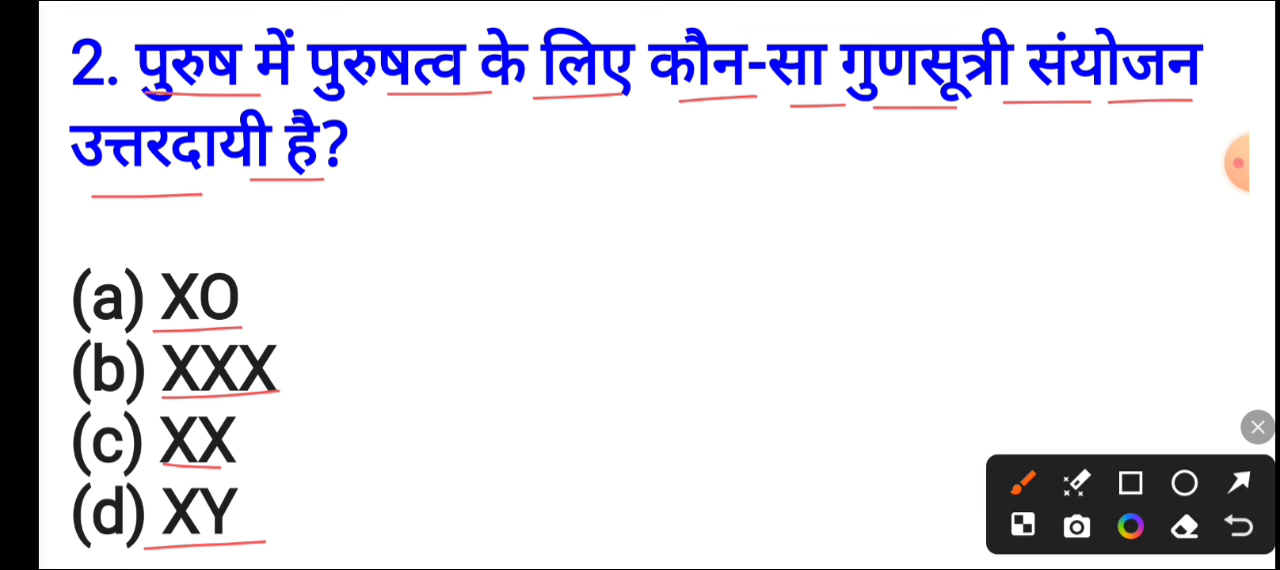 2. पुरुष में पुरुषत्व के लिए कौन-सा गुणसूत्री संयोजन
उत्तरदायी है?
(a) XO
(b) XXX
(c) XX
(d) XY